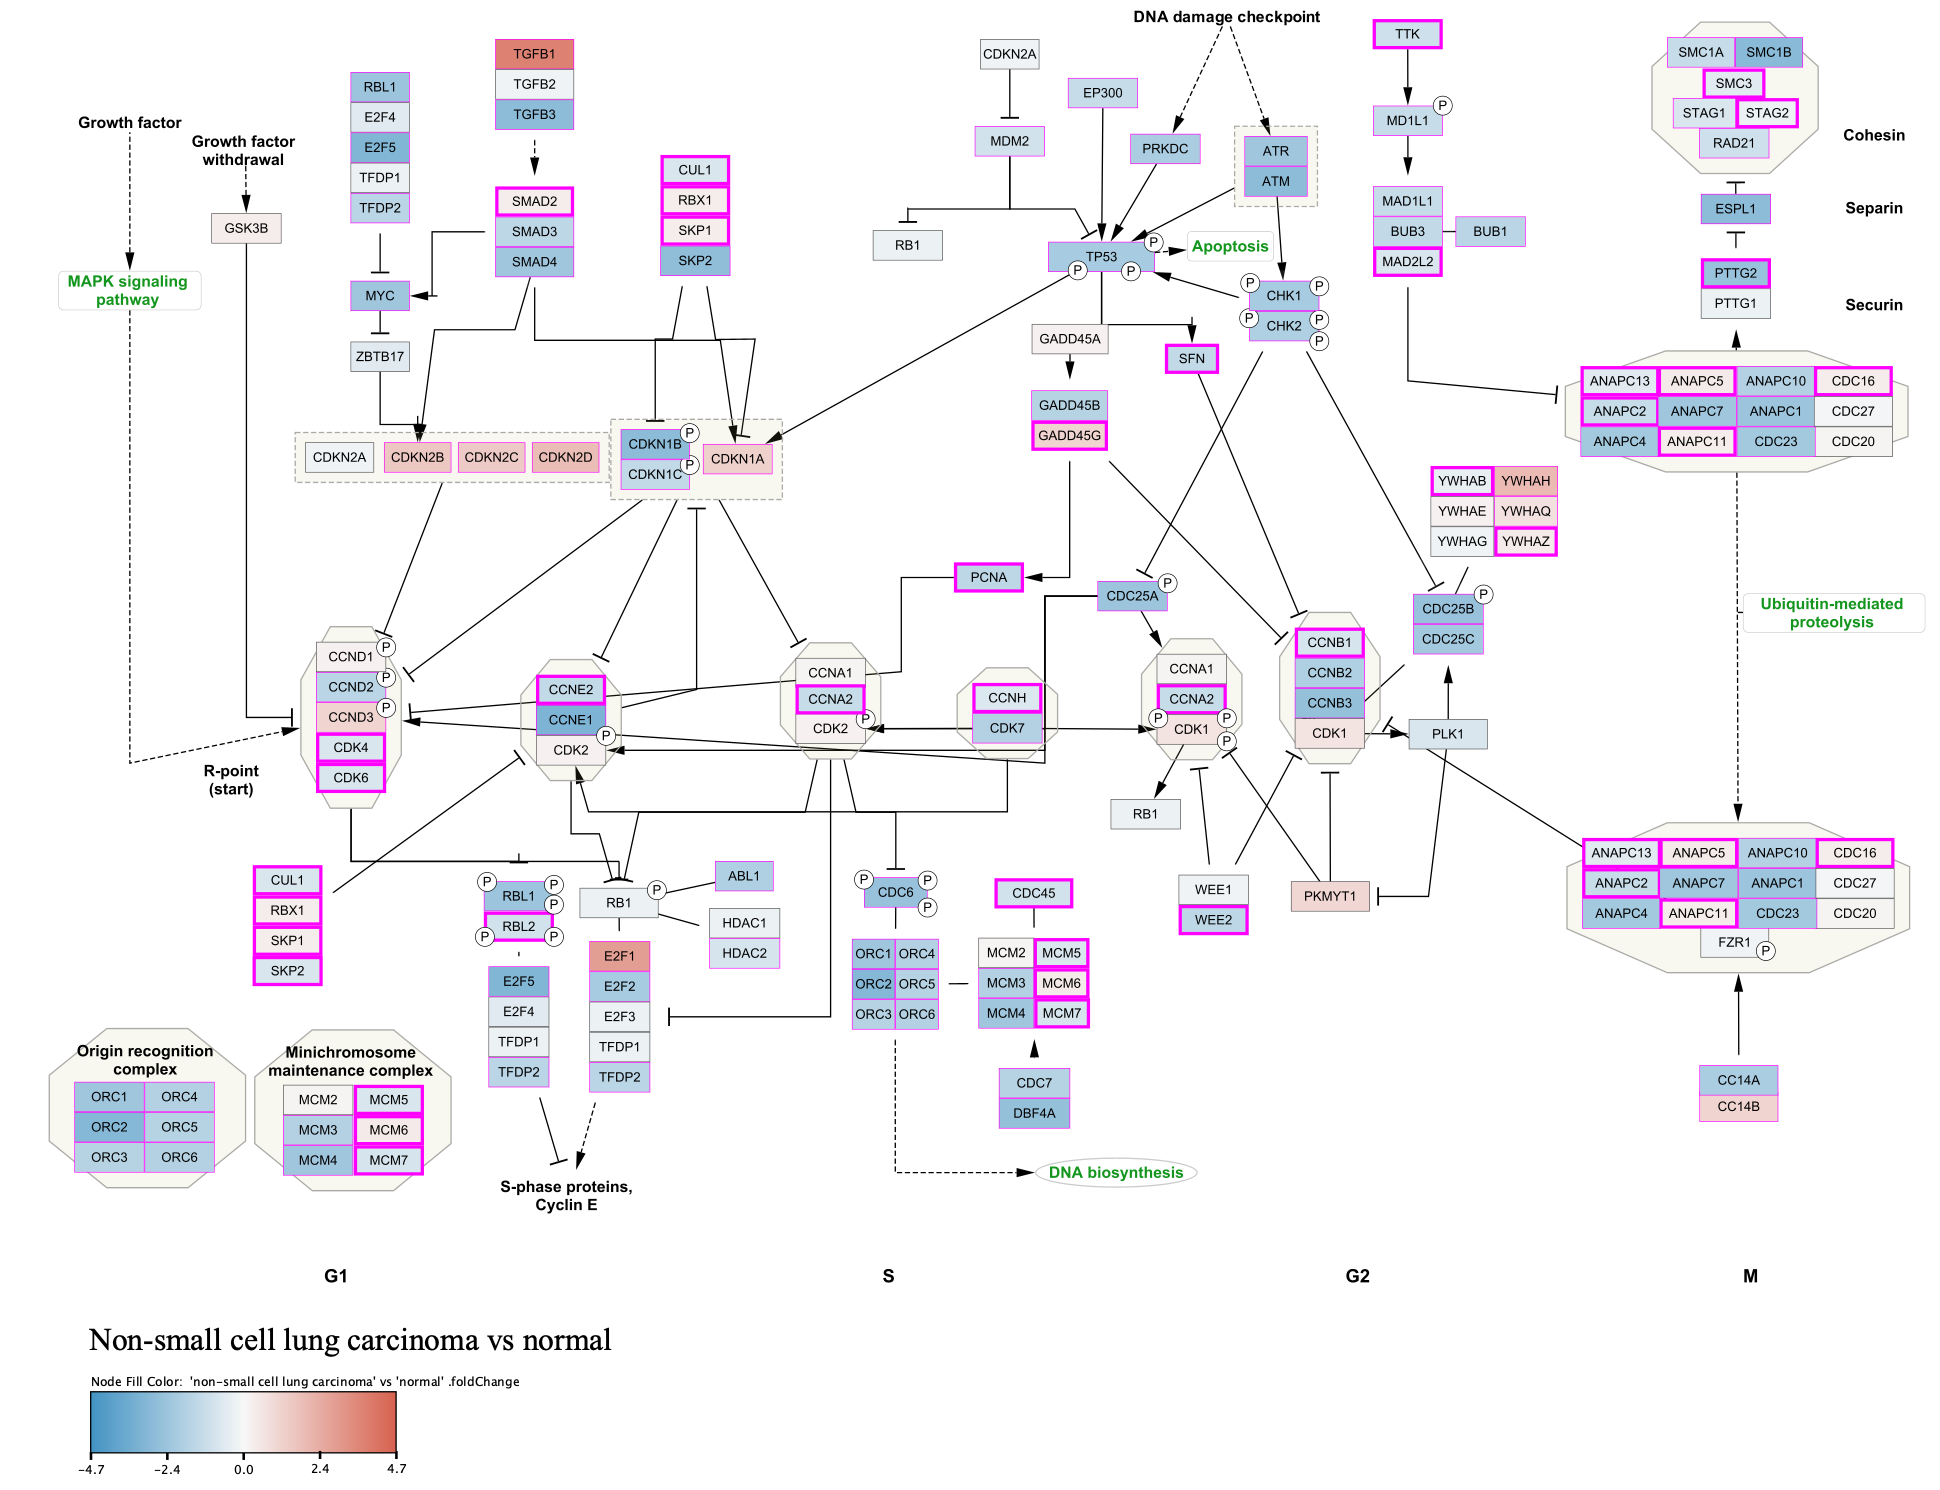 DNA damage checkpoint
Growth factor
Growth factor
withdrawal
GSK3B
MAPK signaling
pathway
R-point
(start)
RBL1
E2F4
E2F5
TFDP1
TFDP2
MYC
ZBTB17
TGFB1
TGFB2
TGFB3
SMAD2
SMAD3
SMAD4
CUL1
RBX1
SKP1
SKP2
CDKN2A
MDM2
RB1
EP300
PRKDC
ATR
ATM
TP53
P
P
P
Apoptosis
CHK1
CHK2
P
P
P
P
P
GADD45A
GADD45B
GADD45G
SFN
TTK
MD1L1
P
MAD1L1
BUB3
MAD2L2
BUB1
SMC1A
SMC1B
SMC3
STAG1
STAG2
RAD21
Cohesin
ESPL1
Separin
PTTG2
PTTG1
Securin
ANAPC13
ANAPC5
ANAPC10
CDC16
ANAPC2
ANAPC7
ANAPC1
CDC27
ANAPC4
ANAPC11
CDC23
CDC20
CDKN2A
CDKN2B
CDKN2C
CDKN2D
CDKN1B
P
CDKN1C
P
CDKN1A
YWHAB
YWHAH
YWHAE
YWHAQ
YWHAG
YWHAZ
PCNA
CDC25A
P
CDC25B
P
CDC25C
Ubiquitin-mediated
proteolysis
CCND1
P
CCND2
P
CCND3
P
CDK4
CDK6
CCNE2
CCNE1
P
CDK2
CCNA1
CCNA2
P
CDK2
CCNH
CDK7
CCNA1
CCNA2
P
P
CDK1
P
CCNB1
CCNB2
CCNB3
CDK1
PLK1
RB1
WEE1
WEE2
PKMYT1
ANAPC13
ANAPC5
ANAPC10
CDC16
ANAPC2
ANAPC7
ANAPC1
CDC27
ANAPC4
ANAPC11
CDC23
CDC20
FZR1
P
CC14A
CC14B
CUL1
RBX1
SKP1
SKP2
P
RBL1
P
P
RBL2
P
P
E2F5
E2F4
TFDP1
TFDP2
RB1
P
ABL1
HDAC1
HDAC2
E2F1
E2F2
E2F3
TFDP1
TFDP2
P
CDC6
P
P
CDC45
ORC1
ORC4
ORC2
ORC5
ORC3
ORC6
MCM2
MCM5
MCM3
MCM6
MCM4
MCM7
CDC7
DBF4A
DNA biosynthesis
S-phase proteins,
Cyclin E
Origin recognition
complex
ORC1
ORC4
ORC2
ORC5
ORC3
ORC6
Minichromosome
maintenance complex
MCM2
MCM5
MCM3
MCM6
MCM4
MCM7
G1
S
G2
M
Non-small cell lung carcinoma vs normal
Node Fill Color: 'non-small cell lung carcinoma' vs 'normal' .foldChange
−4.7
−2.4
0.0
2.4
4.7